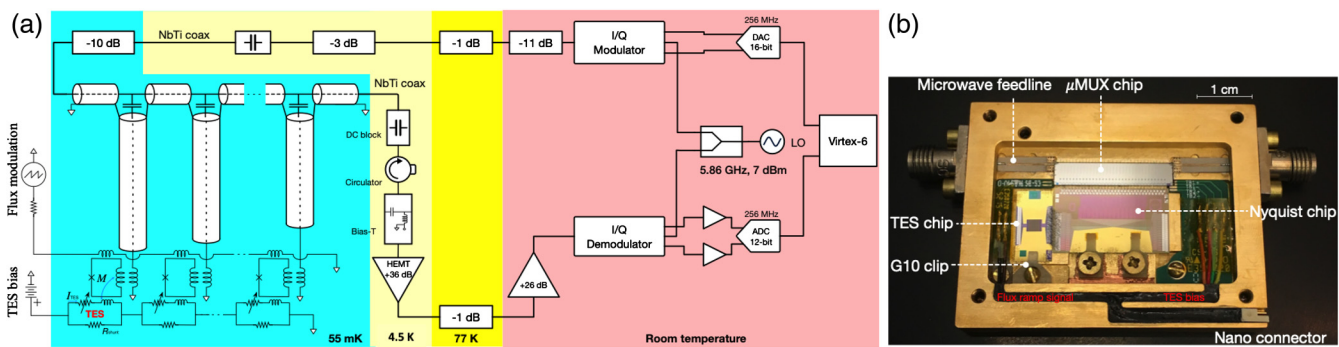 (a)
-10 dB
NbTi coax
-3 dB
-1 dB
-11 dB
I/Q
Modulator
256 MHz
DAC
16-bit
NbTi coax
DC block
Circulator
Bias-T
HEMT
+36 dB
LO
5.86 GHz, 7 dBm
Virtex-6
256 MHz
ADC
12-bit
I/Q
Demodulator
+26 dB
-1 dB
Flux modulation
TES bias
M
I_TES
TES
R_shunt
55 mK
4.5 K
77 K
Room temperature
(b)
Microwave feedline
μMUX chip
1 cm
TES chip
Nyquist chip
G10 clip
Flux ramp signal
TES bias
Nano connector